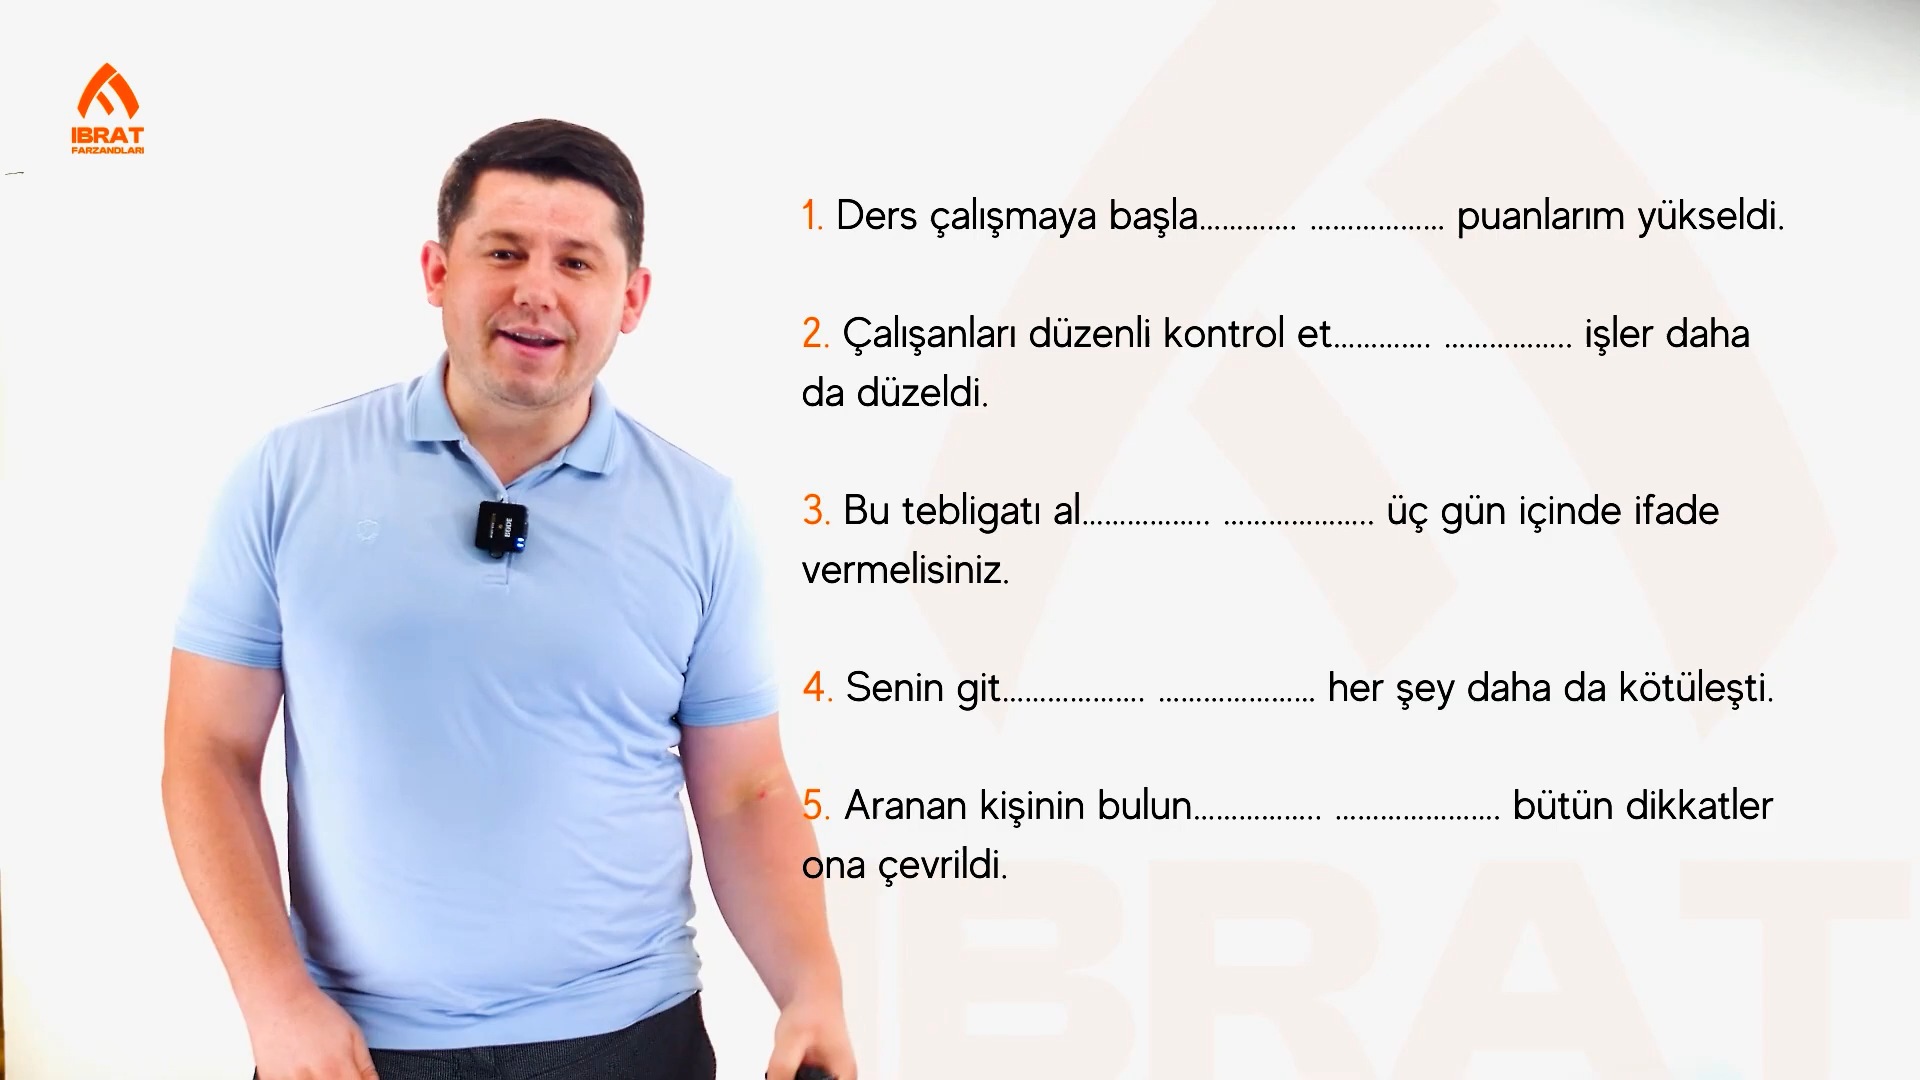 IBRAT
FARZANDLARI
1. Ders çalışmaya başla............. .................. puanlarım yükseldi.
2. Çalışanları düzenli kontrol et............. ................. işler daha
da düzeldi.
3. Bu tebligatı al................. .................... üç gün içinde ifade
vermelisiniz.
4. Senin git................... ..................... her şey daha da kötüleşti.
5. Aranan kişinin bulun................. ...................... bütün dikkatler
ona çevrildi.
IBRAT